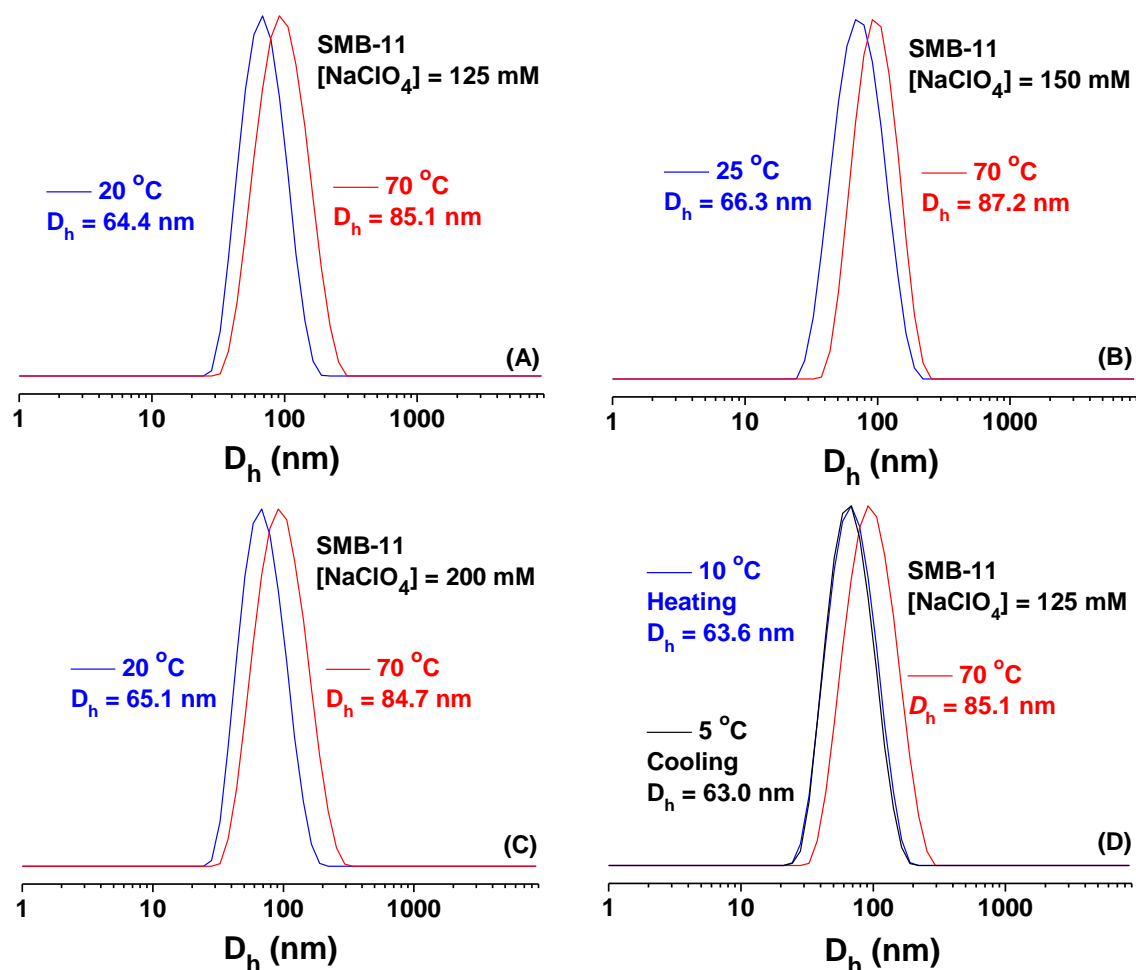 SMB-11
[NaClO₄] = 125 mM
20 °C
Dₕ = 64.4 nm
70 °C
Dₕ = 85.1 nm
(A)
1 10 100 1000
Dₕ (nm)
SMB-11
[NaClO₄] = 150 mM
25 °C
Dₕ = 66.3 nm
70 °C
Dₕ = 87.2 nm
(B)
1 10 100 1000
Dₕ (nm)
SMB-11
[NaClO₄] = 200 mM
20 °C
Dₕ = 65.1 nm
70 °C
Dₕ = 84.7 nm
(C)
1 10 100 1000
Dₕ (nm)
10 °C
Heating
Dₕ = 63.6 nm
SMB-11
[NaClO₄] = 125 mM
70 °C
Dₕ = 85.1 nm
5 °C
Cooling
Dₕ = 63.0 nm
(D)
1 10 100 1000
Dₕ (nm)